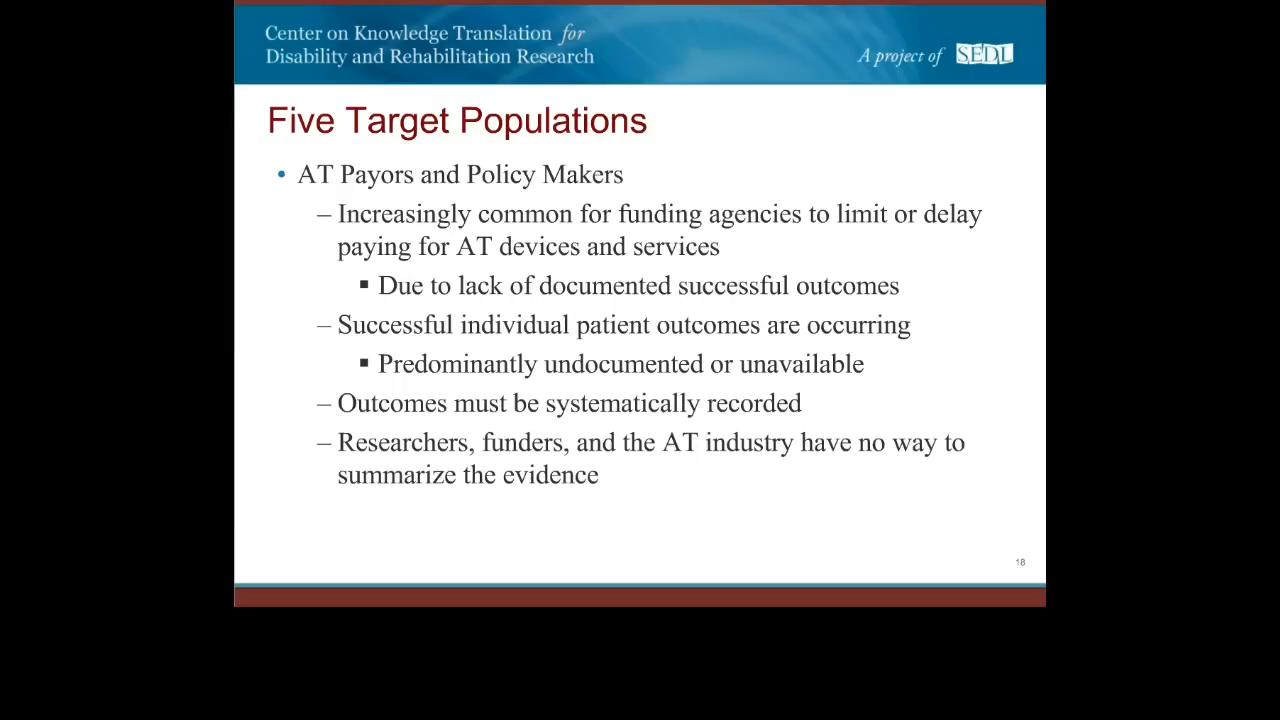 Center on Knowledge Translation for
Disability and Rehabilitation Research
A project of SEDL
Five Target Populations
• AT Payors and Policy Makers
– Increasingly common for funding agencies to limit or delay
paying for AT devices and services
▪ Due to lack of documented successful outcomes
– Successful individual patient outcomes are occurring
▪ Predominantly undocumented or unavailable
– Outcomes must be systematically recorded
– Researchers, funders, and the AT industry have no way to
summarize the evidence
18